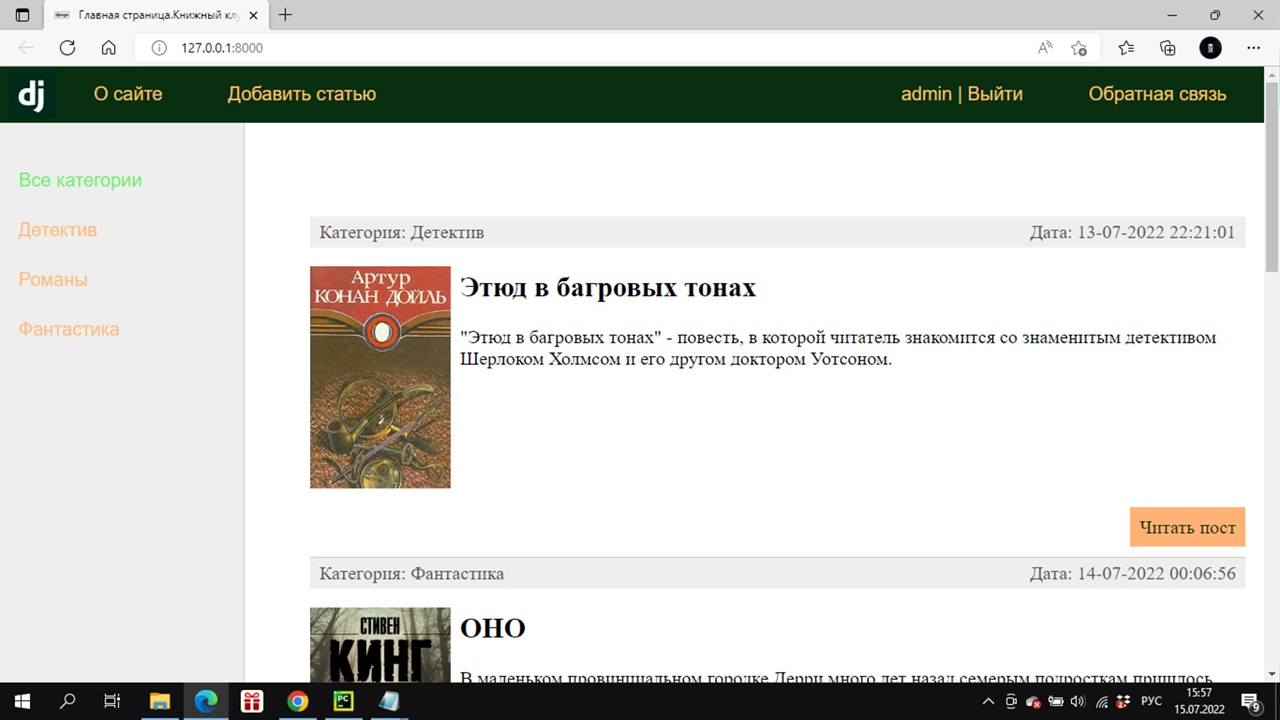 Главная страница.Книжный клу
127.0.0.1:8000
dj
О сайте
Добавить статью
admin | Выйти
Обратная связь
Все категории
Детектив
Романы
Фантастика
Категория: Детектив
Дата: 13-07-2022 22:21:01
Артур
КОНАН ДОЙЛЬ
Этюд в багровых тонах
"Этюд в багровых тонах" - повесть, в которой читатель знакомится со знаменитым детективом
Шерлоком Холмсом и его другом доктором Уотсоном.
Читать пост
Категория: Фантастика
Дата: 14-07-2022 00:06:56
СТИВЕН
КИНГ
ОНО
В маленьком провинциальном городке Дерри много лет назад семерым подросткам пришлось
PC
РУС
15:57
15.07.2022
9